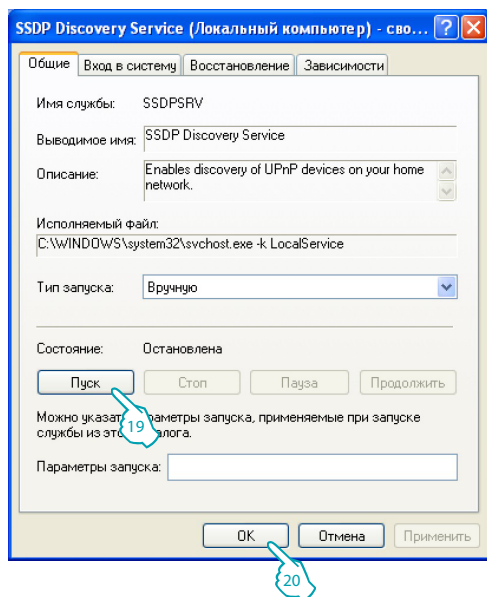 SSDP Discovery Service (Локальный компьютер) - сво...
Общие Вход в систему Восстановление Зависимости
Имя службы: SSDPSRV
Выводимое имя: SSDP Discovery Service
Описание: Enables discovery of UPnP devices on your home
network.
Исполняемый файл:
C:\WINDOWS\system32\svchost.exe -k LocalService
Тип запуска: Вручную
Состояние: Остановлена
Пуск Стоп Пауза Продолжить
19
Можно указать параметры запуска, применяемые при запуске
службы из этого диалога.
Параметры запуска:
OK Отмена Применить
20